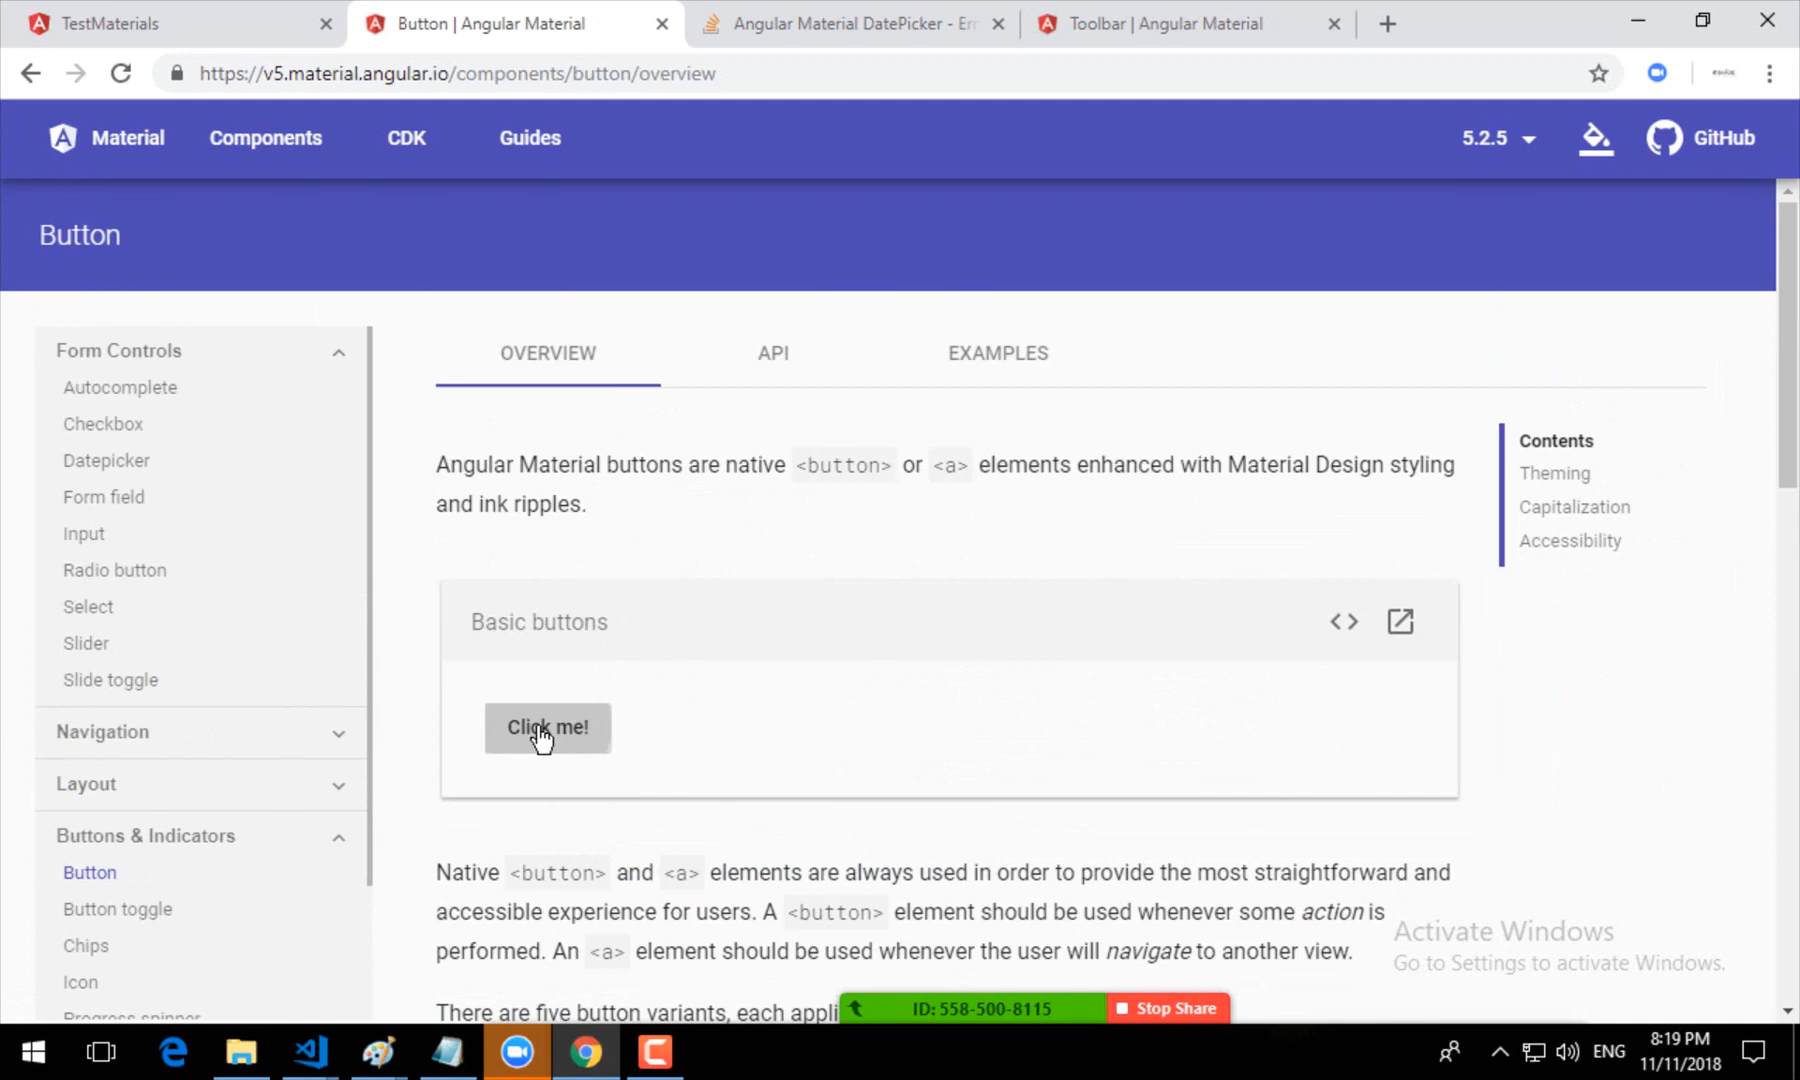 TestMaterials
Button | Angular Material
Angular Material DatePicker - Err
Toolbar | Angular Material
https://v5.material.angular.io/components/button/overview
A Material Components CDK Guides 5.2.5 GitHub
Button
Form Controls
Autocomplete
Checkbox
Datepicker
Form field
Input
Radio button
Select
Slider
Slide toggle
Navigation
Layout
Buttons & Indicators
Button
Button toggle
Chips
Icon
Progress spinner
OVERVIEW API EXAMPLES
Angular Material buttons are native <button> or <a> elements enhanced with Material Design styling
and ink ripples.
Basic buttons <>
Click me!
Native <button> and <a> elements are always used in order to provide the most straightforward and
accessible experience for users. A <button> element should be used whenever some action is
performed. An <a> element should be used whenever the user will navigate to another view.
There are five button variants, each appli
Contents
Theming
Capitalization
Accessibility
Activate Windows
Go to Settings to activate Windows.
ID: 558-500-8115 Stop Share
ENG
8:19 PM
11/11/2018